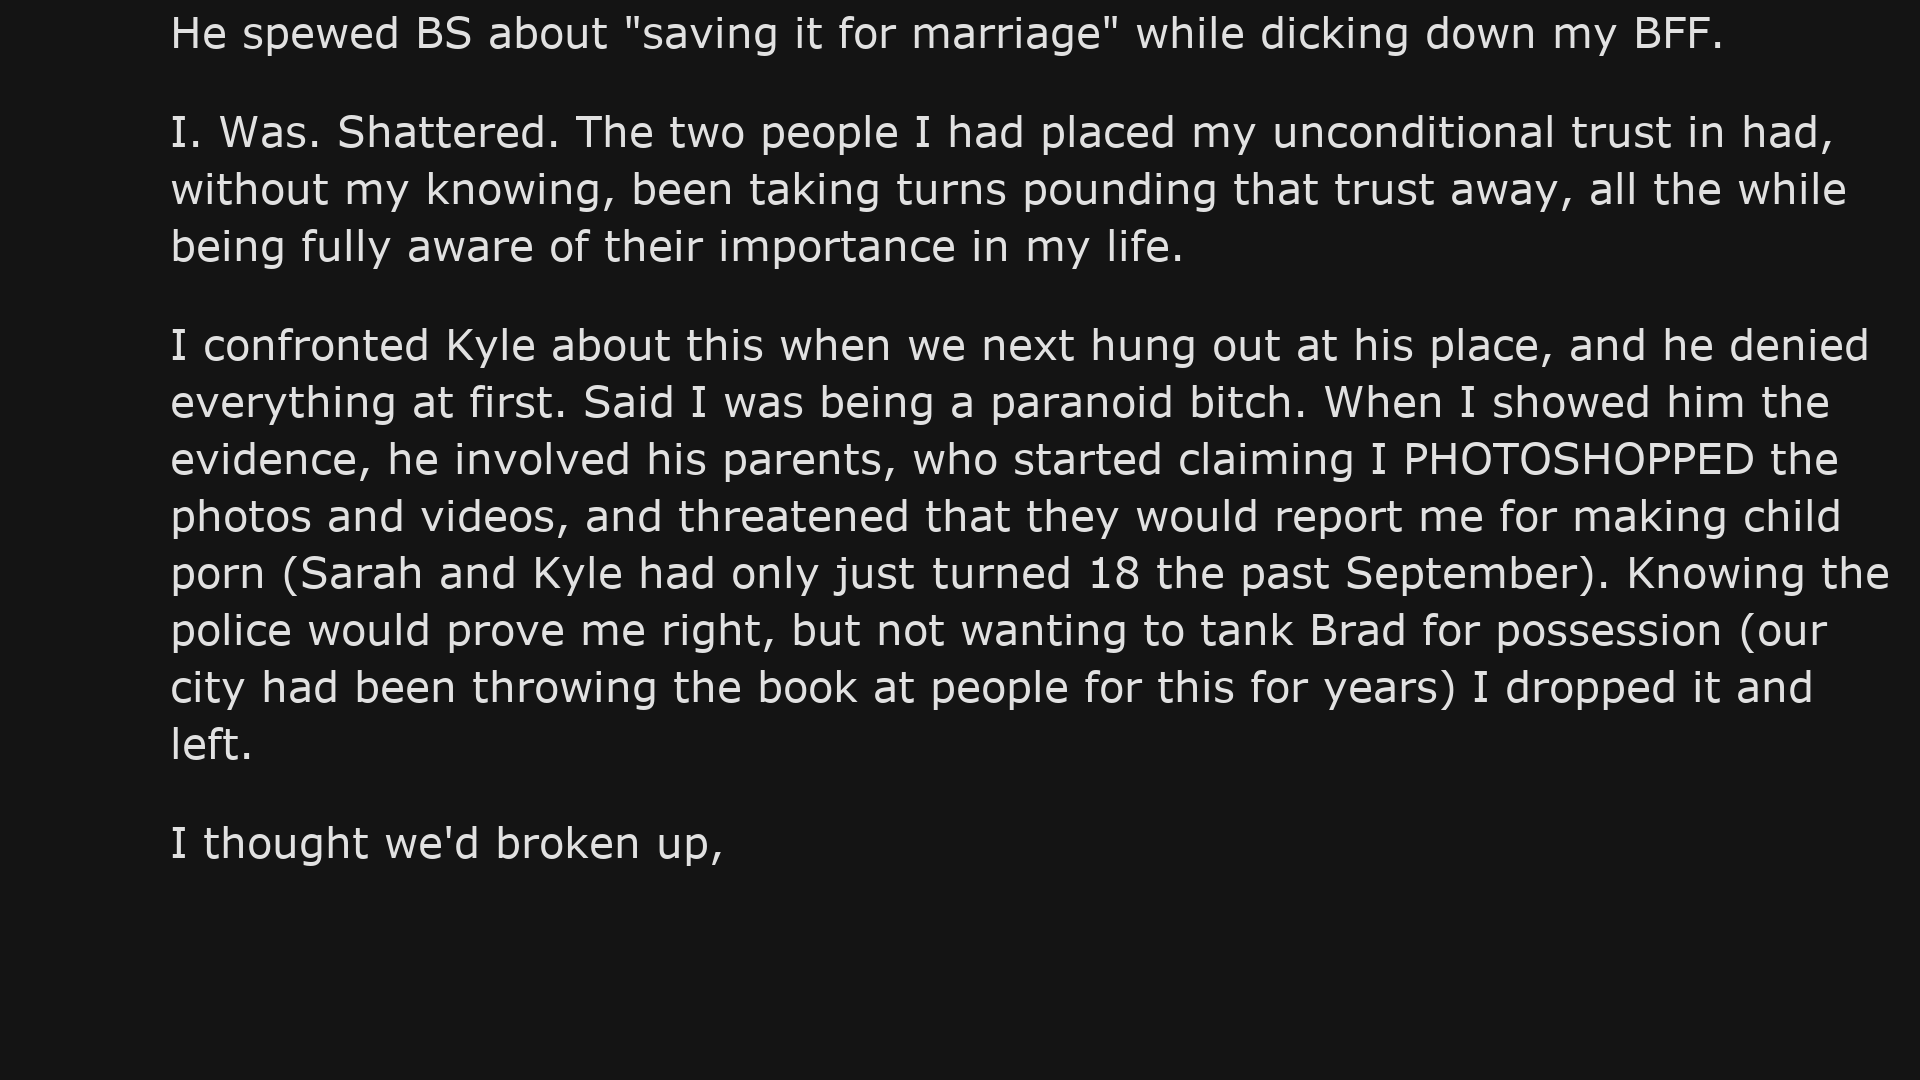 He spewed BS about "saving it for marriage" while dicking down my BFF.
I. Was. Shattered. The two people I had placed my unconditional trust in had,
without my knowing, been taking turns pounding that trust away, all the while
being fully aware of their importance in my life.
I confronted Kyle about this when we next hung out at his place, and he denied
everything at first. Said I was being a paranoid bitch. When I showed him the
evidence, he involved his parents, who started claiming I PHOTOSHOPPED the
photos and videos, and threatened that they would report me for making child
porn (Sarah and Kyle had only just turned 18 the past September). Knowing the
police would prove me right, but not wanting to tank Brad for possession (our
city had been throwing the book at people for this for years) I dropped it and
left.
I thought we'd broken up,